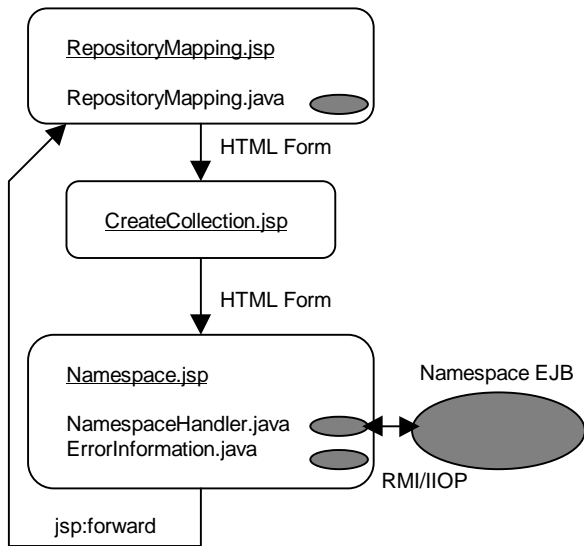 RepositoryMapping.jsp
RepositoryMapping.java
HTML Form
CreateCollection.jsp
HTML Form
Namespace.jsp
Namespace EJB
NamespaceHandler.java
ErrorInformation.java
RMI/IIOP
jsp:forward